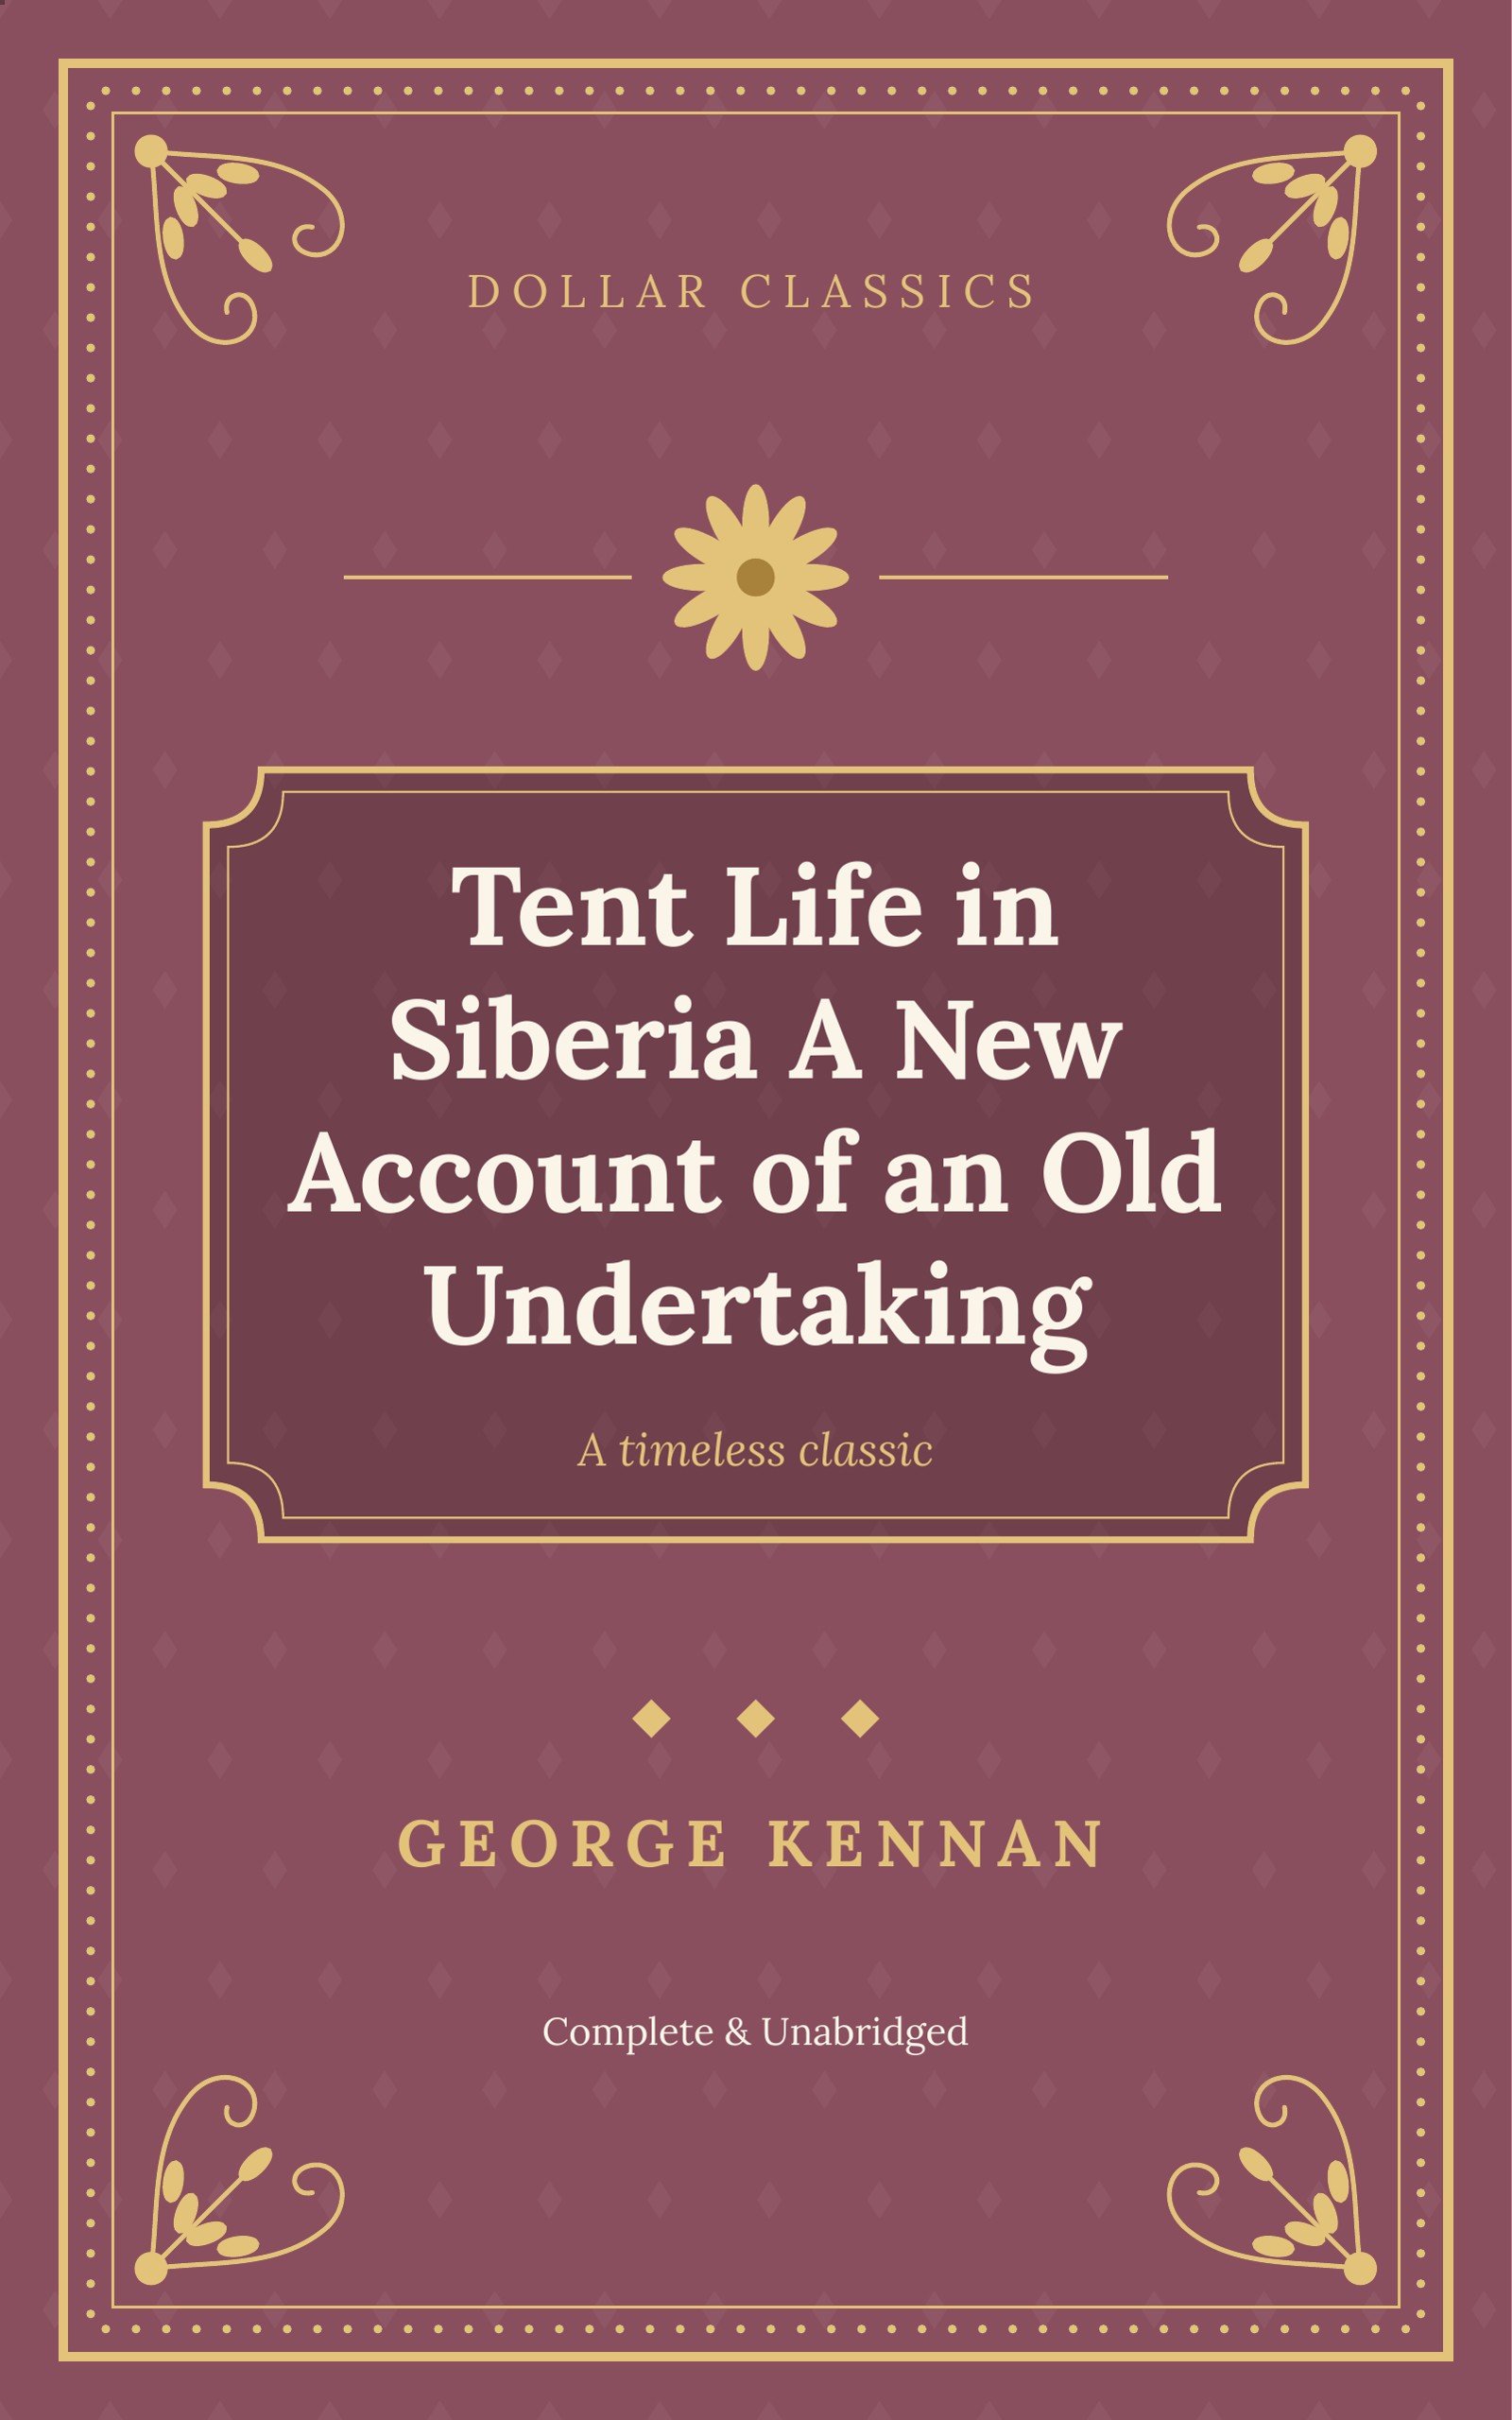 DOLLAR CLASSICS
Tent Life in
Siberia A New
Account of an Old
Undertaking
A timeless classic
GEORGE KENNAN
Complete & Unabridged